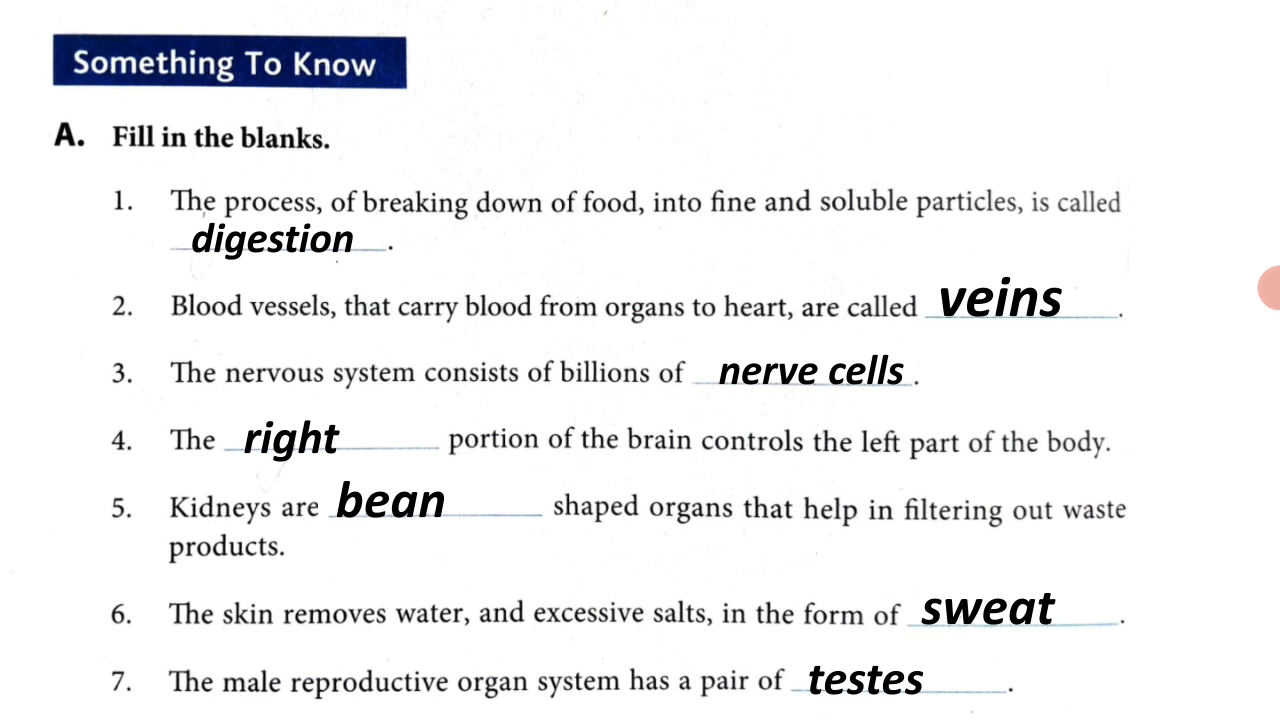 Something To Know
A. Fill in the blanks.
1. The process, of breaking down of food, into fine and soluble particles, is called
digestion.
2. Blood vessels, that carry blood from organs to heart, are called veins.
3. The nervous system consists of billions of nerve cells.
4. The right portion of the brain controls the left part of the body.
5. Kidneys are bean shaped organs that help in filtering out waste
products.
6. The skin removes water, and excessive salts, in the form of sweat.
7. The male reproductive organ system has a pair of testes.